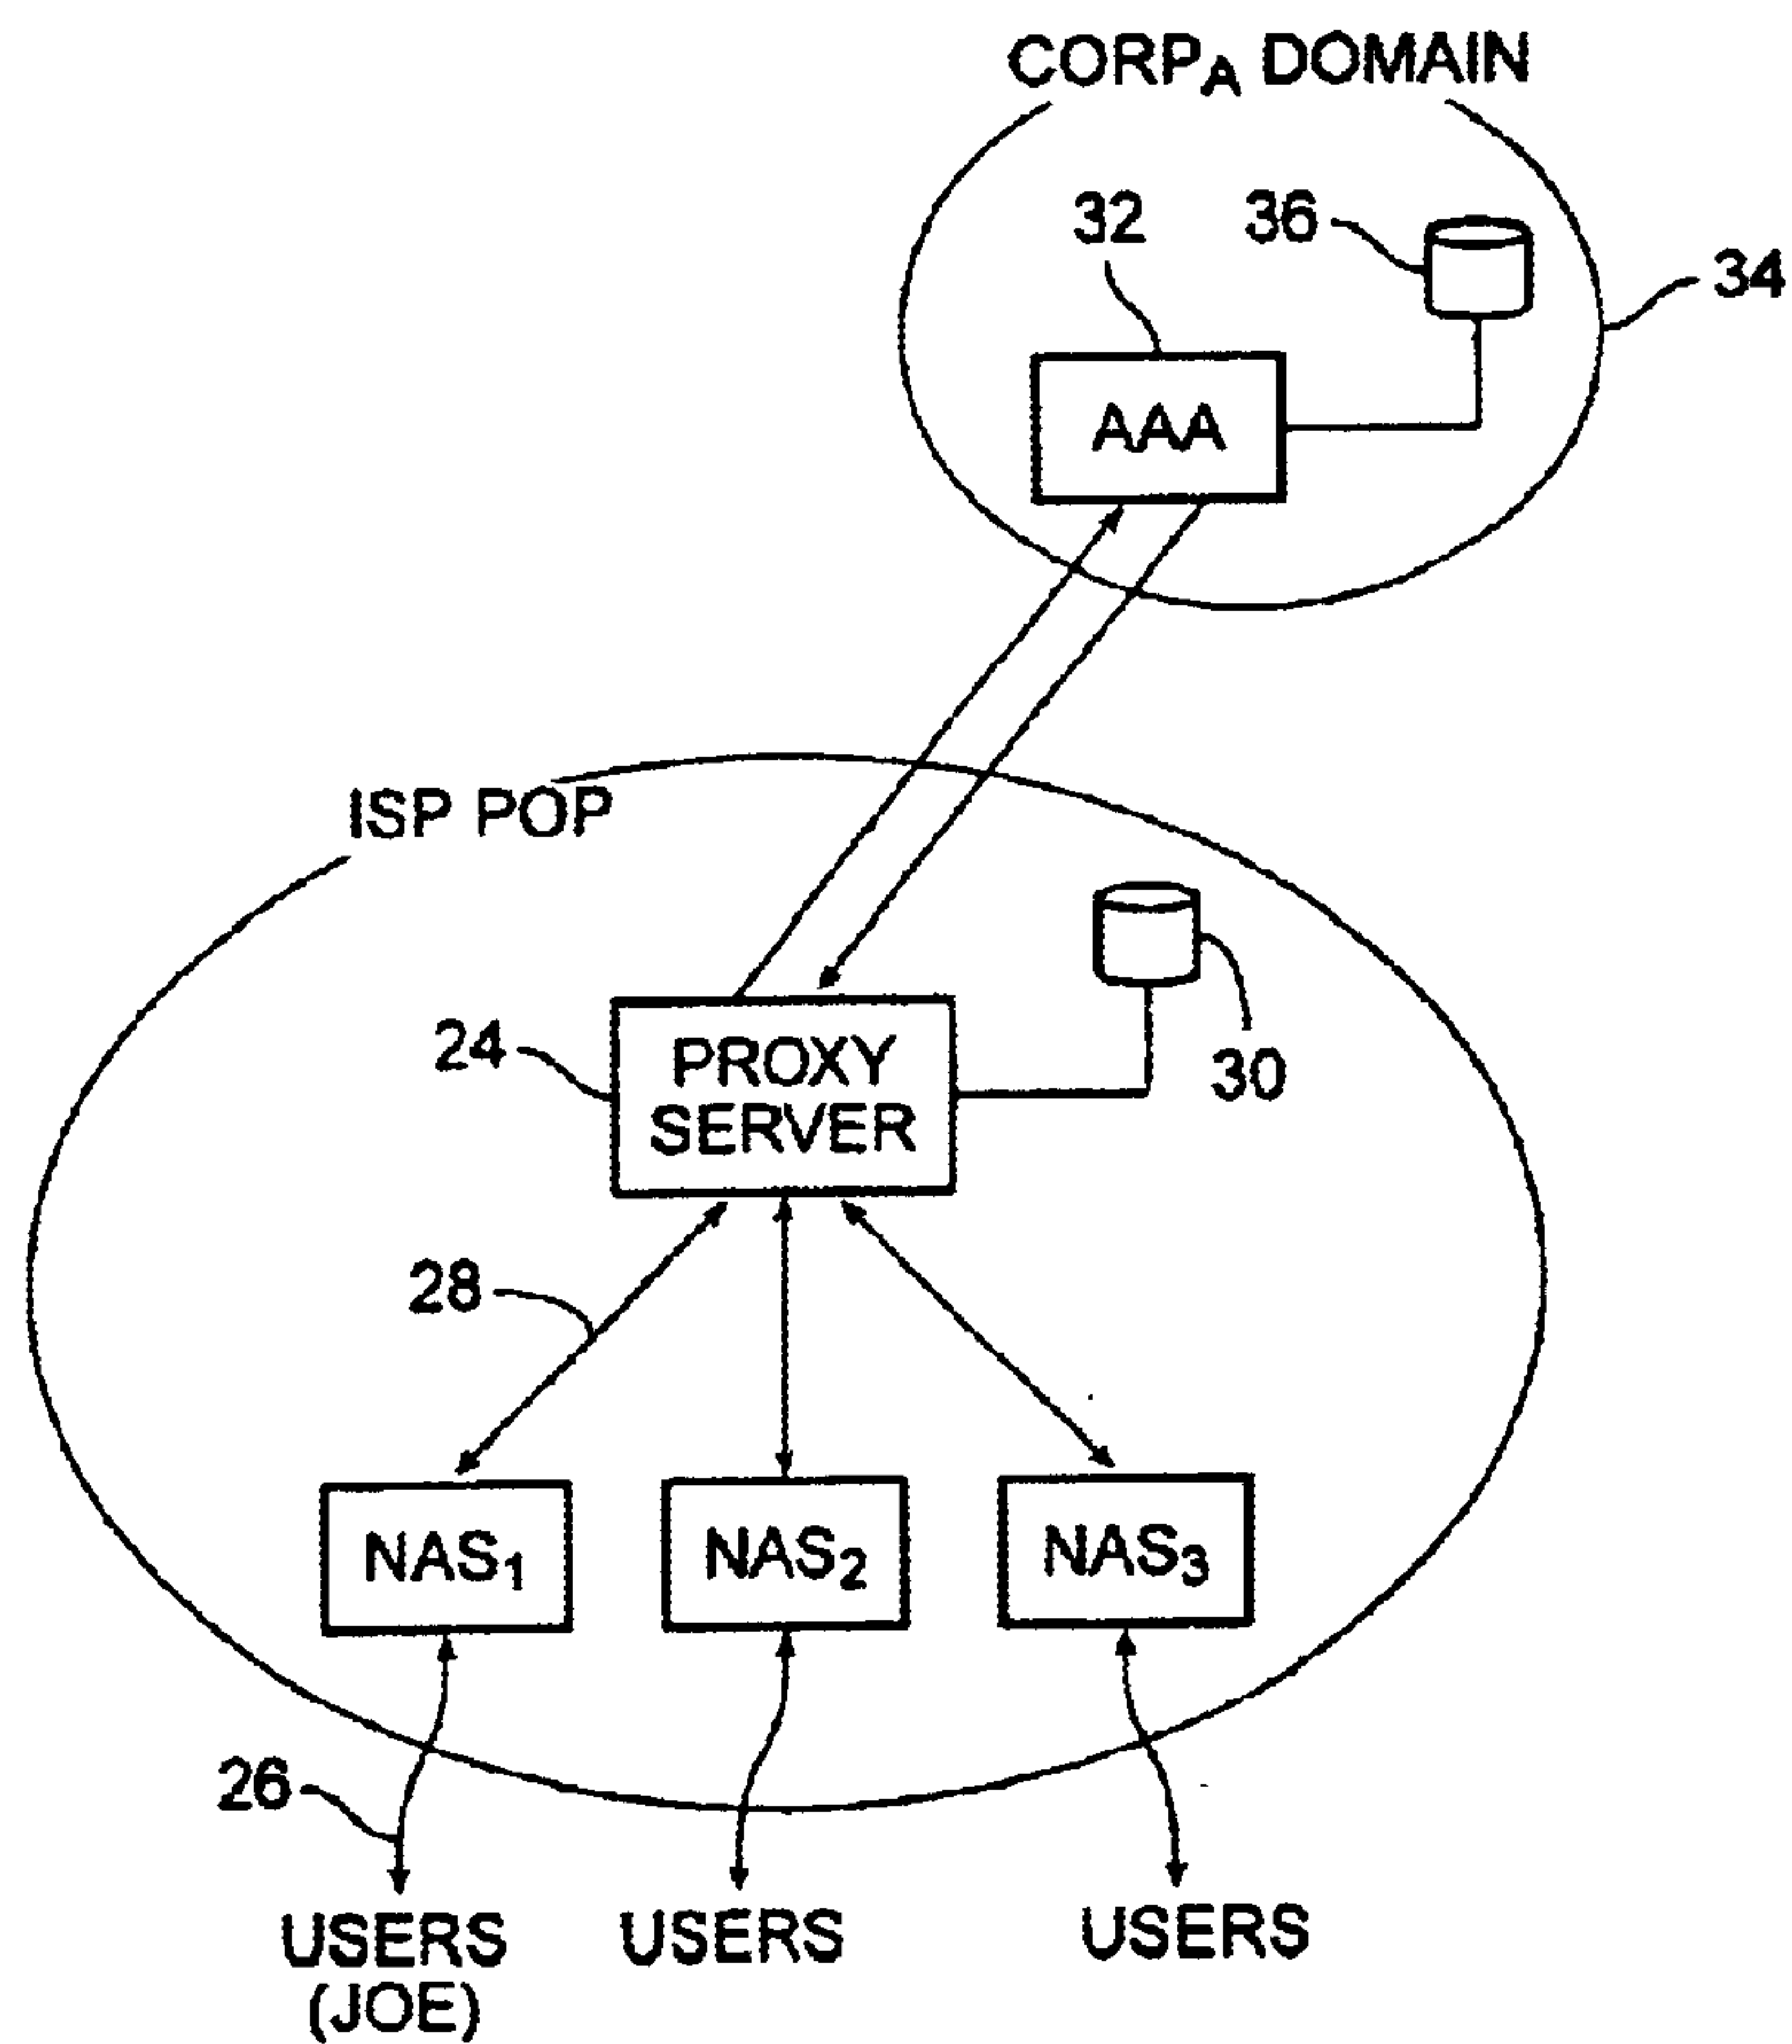 CORPA DOMAIN
32
36
34
AAA
ISP POP
24
PROXY
SERVER
30
28
NAS1
NAS2
NAS3
26
USERS
(JOE)
USERS
USERS